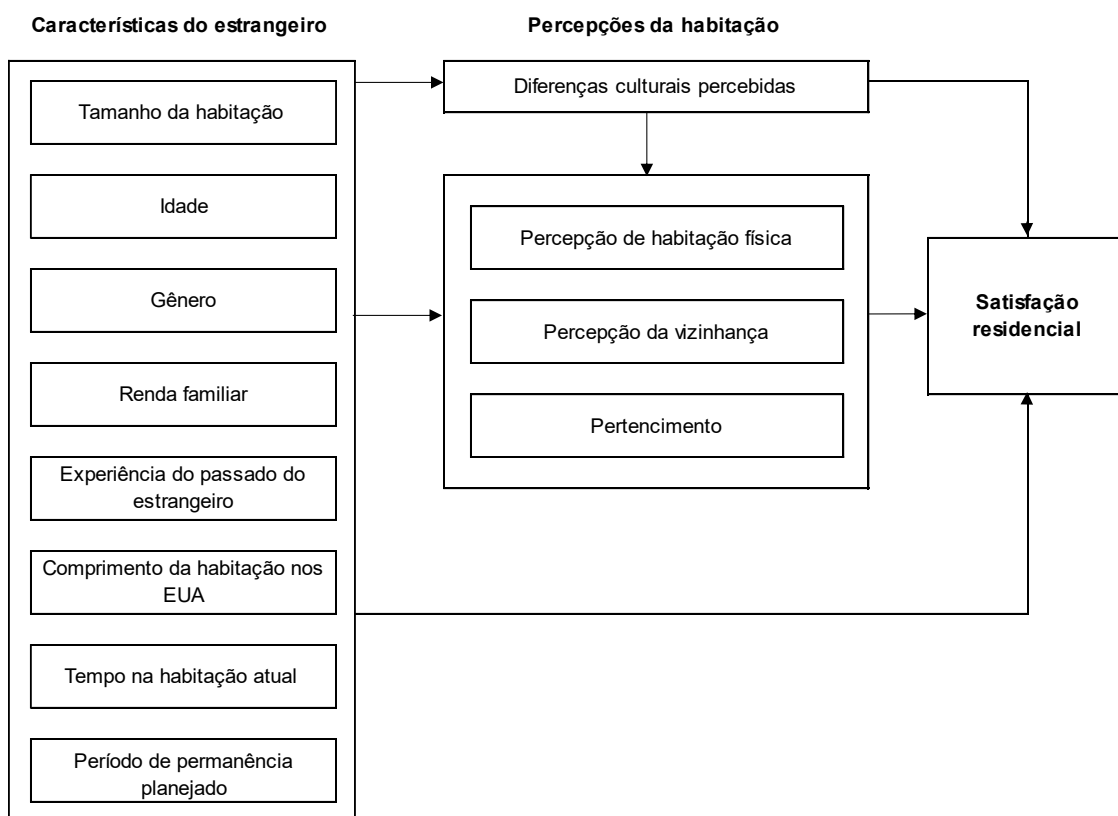 Características do estrangeiro
Percepções da habitação
Tamanho da habitação
Idade
Gênero
Renda familiar
Experiência do passado do
estrangeiro
Comprimento da habitação nos
EUA
Tempo na habitação atual
Período de permanência
planejado
Diferenças culturais percebidas
Percepção de habitação física
Percepção da vizinhança
Pertencimento
Satisfação
residencial